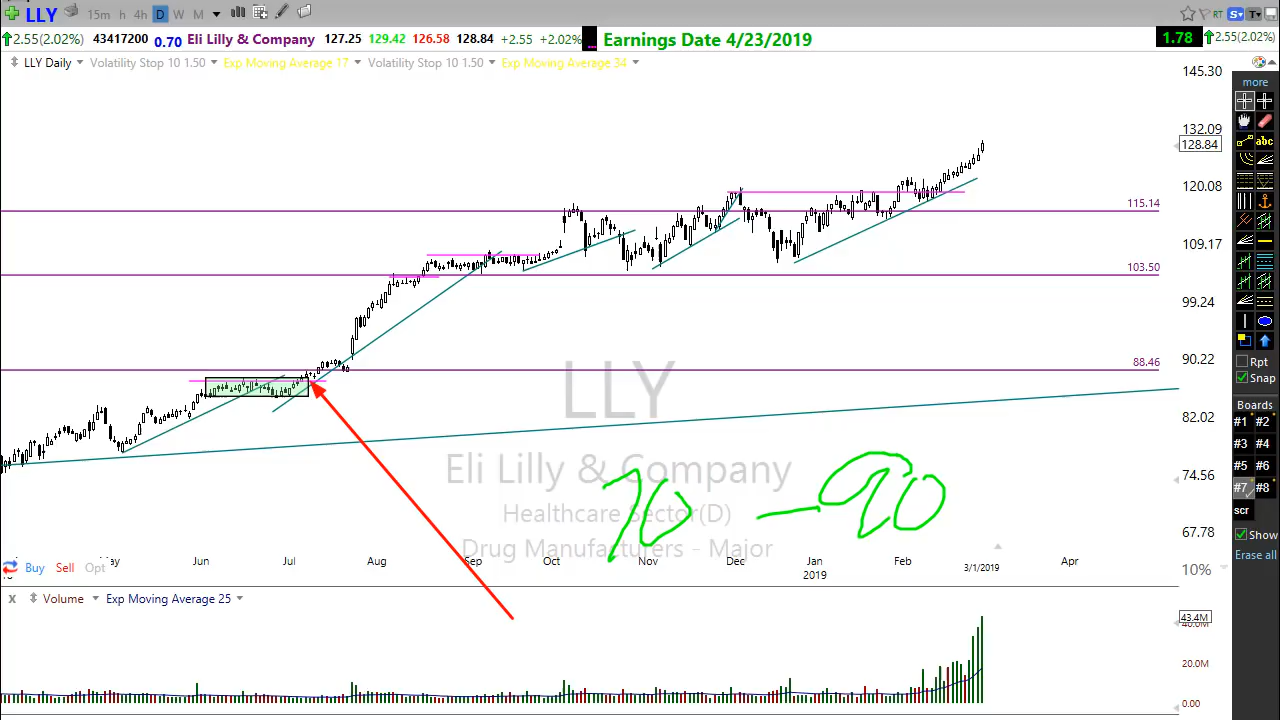 LLY 15m h 4h D W M
2.55(2.02%) 43417200 0.70 Eli Lilly & Company 127.25 129.42 126.58 128.84 +2.55 +2.02% ... Earnings Date 4/23/2019 1.78 2.55(2.02%)
RT S T
LLY Daily Volatility Stop 10 1.50 Exp Moving Average 17 Volatility Stop 10 1.50 Exp Moving Average 34
more
abc
145.30
132.09
128.84
120.08
115.14
109.17
103.50
99.24
90.22
88.46
82.02
74.56
67.78
10%
LLY
Eli Lilly & Company
Healthcare Sector(D)
Drug Manufacturers - Major
70 - 90
Rpt
Snap
Boards
#1 #2
#3 #4
#5 #6
#7 #8
scr
Show
Erase all
Jun Jul Aug Sep Oct Nov Dec Jan Feb 3/1/2019 Apr
2019
Buy Sell Opt
X Volume Exp Moving Average 25
43.4M
40.0M
20.0M
0.00